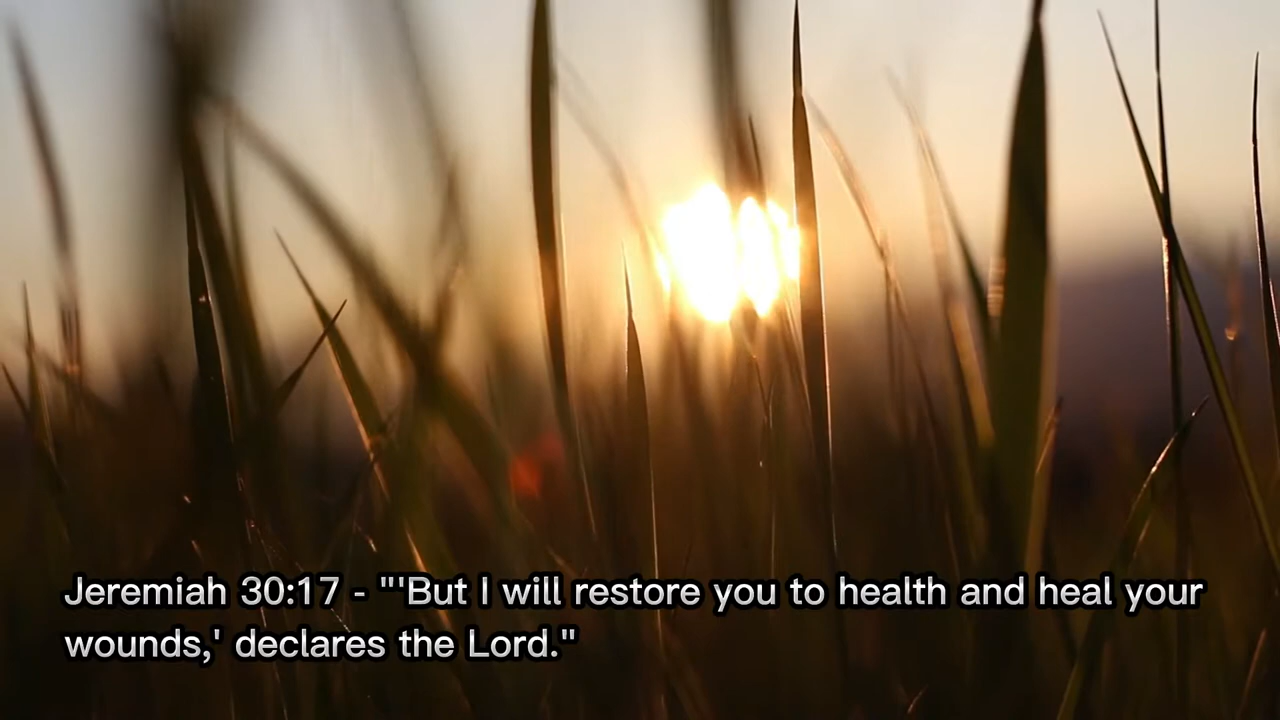 Jeremiah 30:17 - "'But I will restore you to health and heal your
wounds,' declares the Lord."